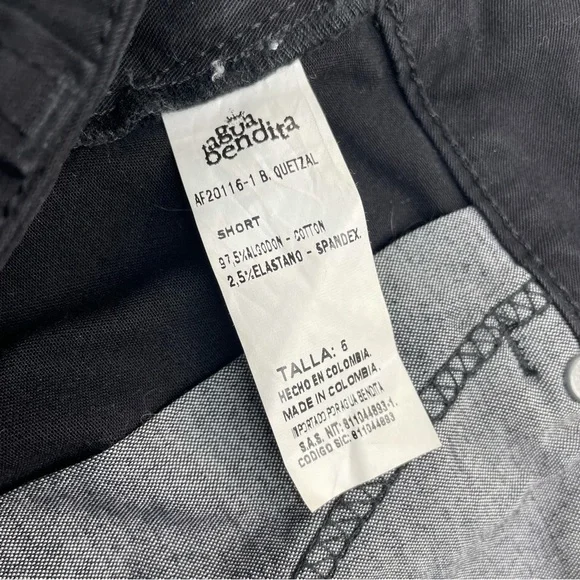 agua
bendita
AF20116-1 B. QUETZAL
SHORT
97,5%ALGODON - COTTON
2,5%ELASTANO - SPANDEX.
TALLA: 6
HECHO EN COLOMBIA.
MADE IN COLOMBIA.
IMPORTADO POR AGUA BENDITA
S.A.S. NIT: 811044893-1.
CODIGO SIC: 811044893